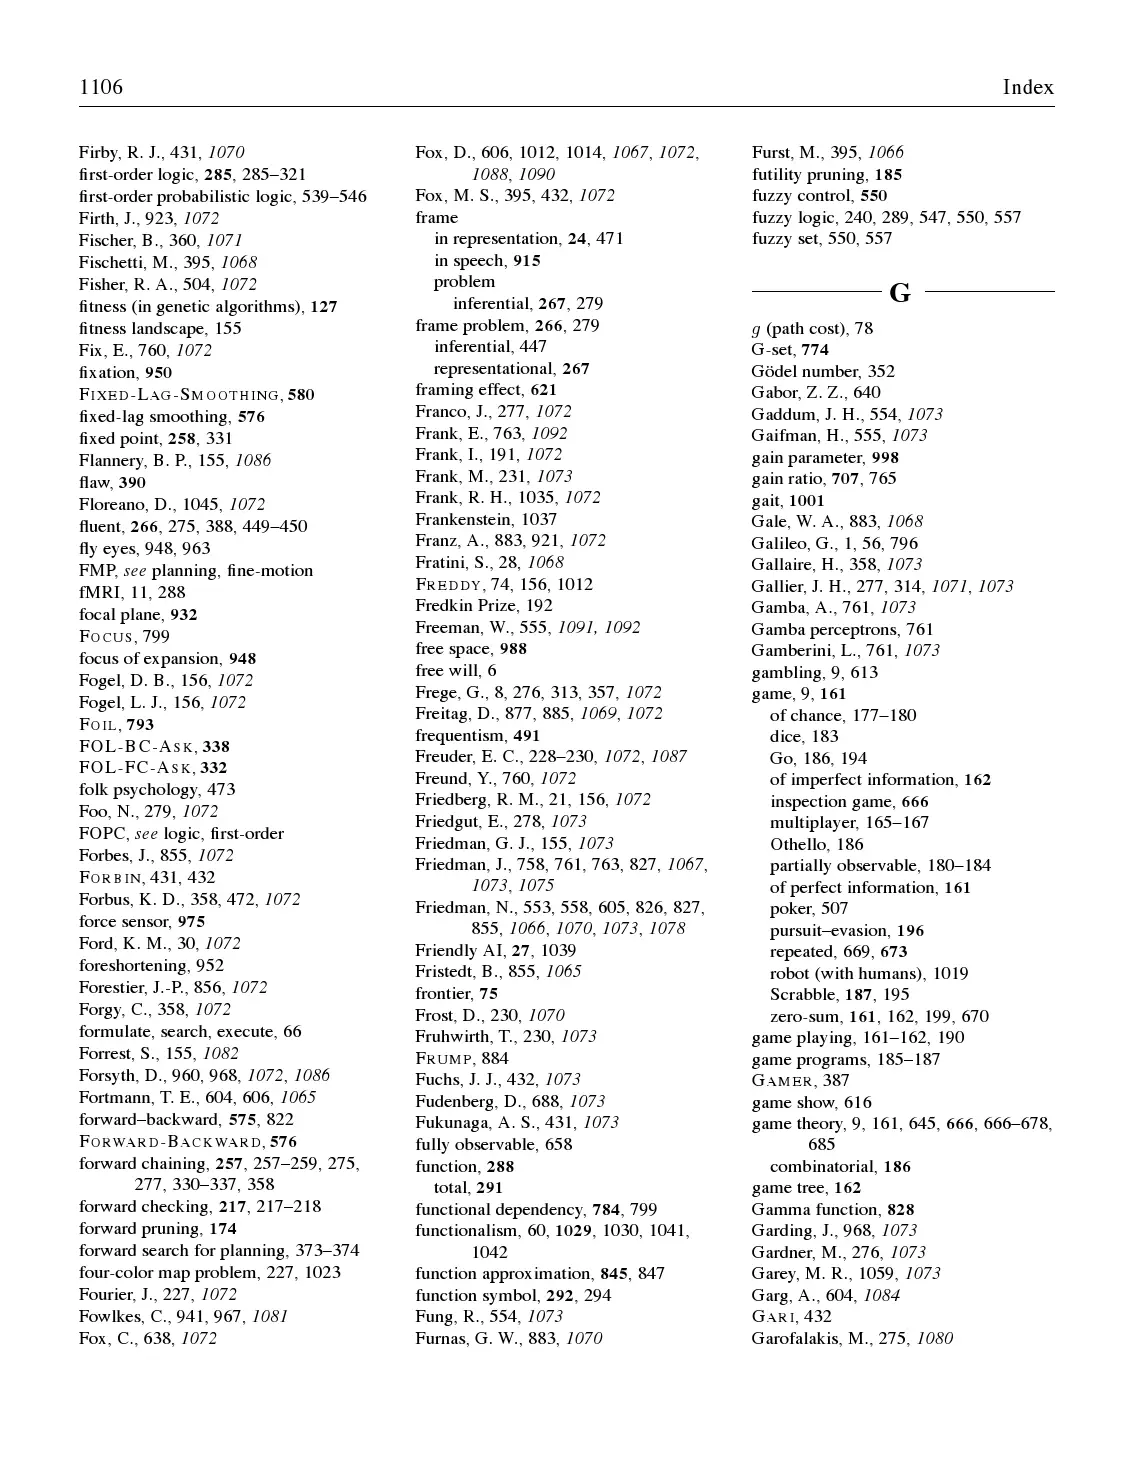 1106
Index
Firby, R. J., 431, 1070
first-order logic, 285, 285–321
first-order probabilistic logic, 539–546
Firth, J., 923, 1072
Fischer, B., 360, 1071
Fischetti, M., 395, 1068
Fisher, R. A., 504, 1072
fitness (in genetic algorithms), 127
fitness landscape, 155
Fix, E., 760, 1072
fixation, 950
FIXED-LAG-SMOOTHING, 580
fixed-lag smoothing, 576
fixed point, 258, 331
Flannery, B. P., 155, 1086
flaw, 390
Floreano, D., 1045, 1072
fluent, 266, 275, 388, 449–450
fly eyes, 948, 963
FMP, see planning, fine-motion
fMRI, 11, 288
focal plane, 932
FOCUS, 799
focus of expansion, 948
Fogel, D. B., 156, 1072
Fogel, L. J., 156, 1072
FOIL, 793
FOL-BC-ASK, 338
FOL-FC-ASK, 332
folk psychology, 473
Foo, N., 279, 1072
FOPC, see logic, first-order
Forbes, J., 855, 1072
FORBIN, 431, 432
Forbus, K. D., 358, 472, 1072
force sensor, 975
Ford, K. M., 30, 1072
foreshortening, 952
Forestier, J.-P., 856, 1072
Forgy, C., 358, 1072
formulate, search, execute, 66
Forrest, S., 155, 1082
Forsyth, D., 960, 968, 1072, 1086
Fortmann, T. E., 604, 606, 1065
forward–backward, 575, 822
FORWARD-BACKWARD, 576
forward chaining, 257, 257–259, 275,
277, 330–337, 358
forward checking, 217, 217–218
forward pruning, 174
forward search for planning, 373–374
four-color map problem, 227, 1023
Fourier, J., 227, 1072
Fowlkes, C., 941, 967, 1081
Fox, C., 638, 1072
Fox, D., 606, 1012, 1014, 1067, 1072,
1088, 1090
Fox, M. S., 395, 432, 1072
frame
in representation, 24, 471
in speech, 915
problem
inferential, 267, 279
frame problem, 266, 279
inferential, 447
representational, 267
framing effect, 621
Franco, J., 277, 1072
Frank, E., 763, 1092
Frank, I., 191, 1072
Frank, M., 231, 1073
Frank, R. H., 1035, 1072
Frankenstein, 1037
Franz, A., 883, 921, 1072
Fratini, S., 28, 1068
FREDDY, 74, 156, 1012
Fredkin Prize, 192
Freeman, W., 555, 1091, 1092
free space, 988
free will, 6
Frege, G., 8, 276, 313, 357, 1072
Freitag, D., 877, 885, 1069, 1072
frequentism, 491
Freuder, E. C., 228–230, 1072, 1087
Freund, Y., 760, 1072
Friedberg, R. M., 21, 156, 1072
Friedgut, E., 278, 1073
Friedman, G. J., 155, 1073
Friedman, J., 758, 761, 763, 827, 1067,
1073, 1075
Friedman, N., 553, 558, 605, 826, 827,
855, 1066, 1070, 1073, 1078
Friendly AI, 27, 1039
Fristedt, B., 855, 1065
frontier, 75
Frost, D., 230, 1070
Fruhwirth, T., 230, 1073
FRUMP, 884
Fuchs, J. J., 432, 1073
Fudenberg, D., 688, 1073
Fukunaga, A. S., 431, 1073
fully observable, 658
function, 288
total, 291
functional dependency, 784, 799
functionalism, 60, 1029, 1030, 1041,
1042
function approximation, 845, 847
function symbol, 292, 294
Fung, R., 554, 1073
Furnas, G. W., 883, 1070
Furst, M., 395, 1066
futility pruning, 185
fuzzy control, 550
fuzzy logic, 240, 289, 547, 550, 557
fuzzy set, 550, 557
G
g (path cost), 78
G-set, 774
Gödel number, 352
Gabor, Z. Z., 640
Gaddum, J. H., 554, 1073
Gaifman, H., 555, 1073
gain parameter, 998
gain ratio, 707, 765
gait, 1001
Gale, W. A., 883, 1068
Galileo, G., 1, 56, 796
Gallaire, H., 358, 1073
Gallier, J. H., 277, 314, 1071, 1073
Gamba, A., 761, 1073
Gamba perceptrons, 761
Gamberini, L., 761, 1073
gambling, 9, 613
game, 9, 161
of chance, 177–180
dice, 183
Go, 186, 194
of imperfect information, 162
inspection game, 666
multiplayer, 165–167
Othello, 186
partially observable, 180–184
of perfect information, 161
poker, 507
pursuit–evasion, 196
repeated, 669, 673
robot (with humans), 1019
Scrabble, 187, 195
zero-sum, 161, 162, 199, 670
game playing, 161–162, 190
game programs, 185–187
GAMER, 387
game show, 616
game theory, 9, 161, 645, 666, 666–678,
685
combinatorial, 186
game tree, 162
Gamma function, 828
Garding, J., 968, 1073
Gardner, M., 276, 1073
Garey, M. R., 1059, 1073
Garg, A., 604, 1084
GARI, 432
Garofalakis, M., 275, 1080